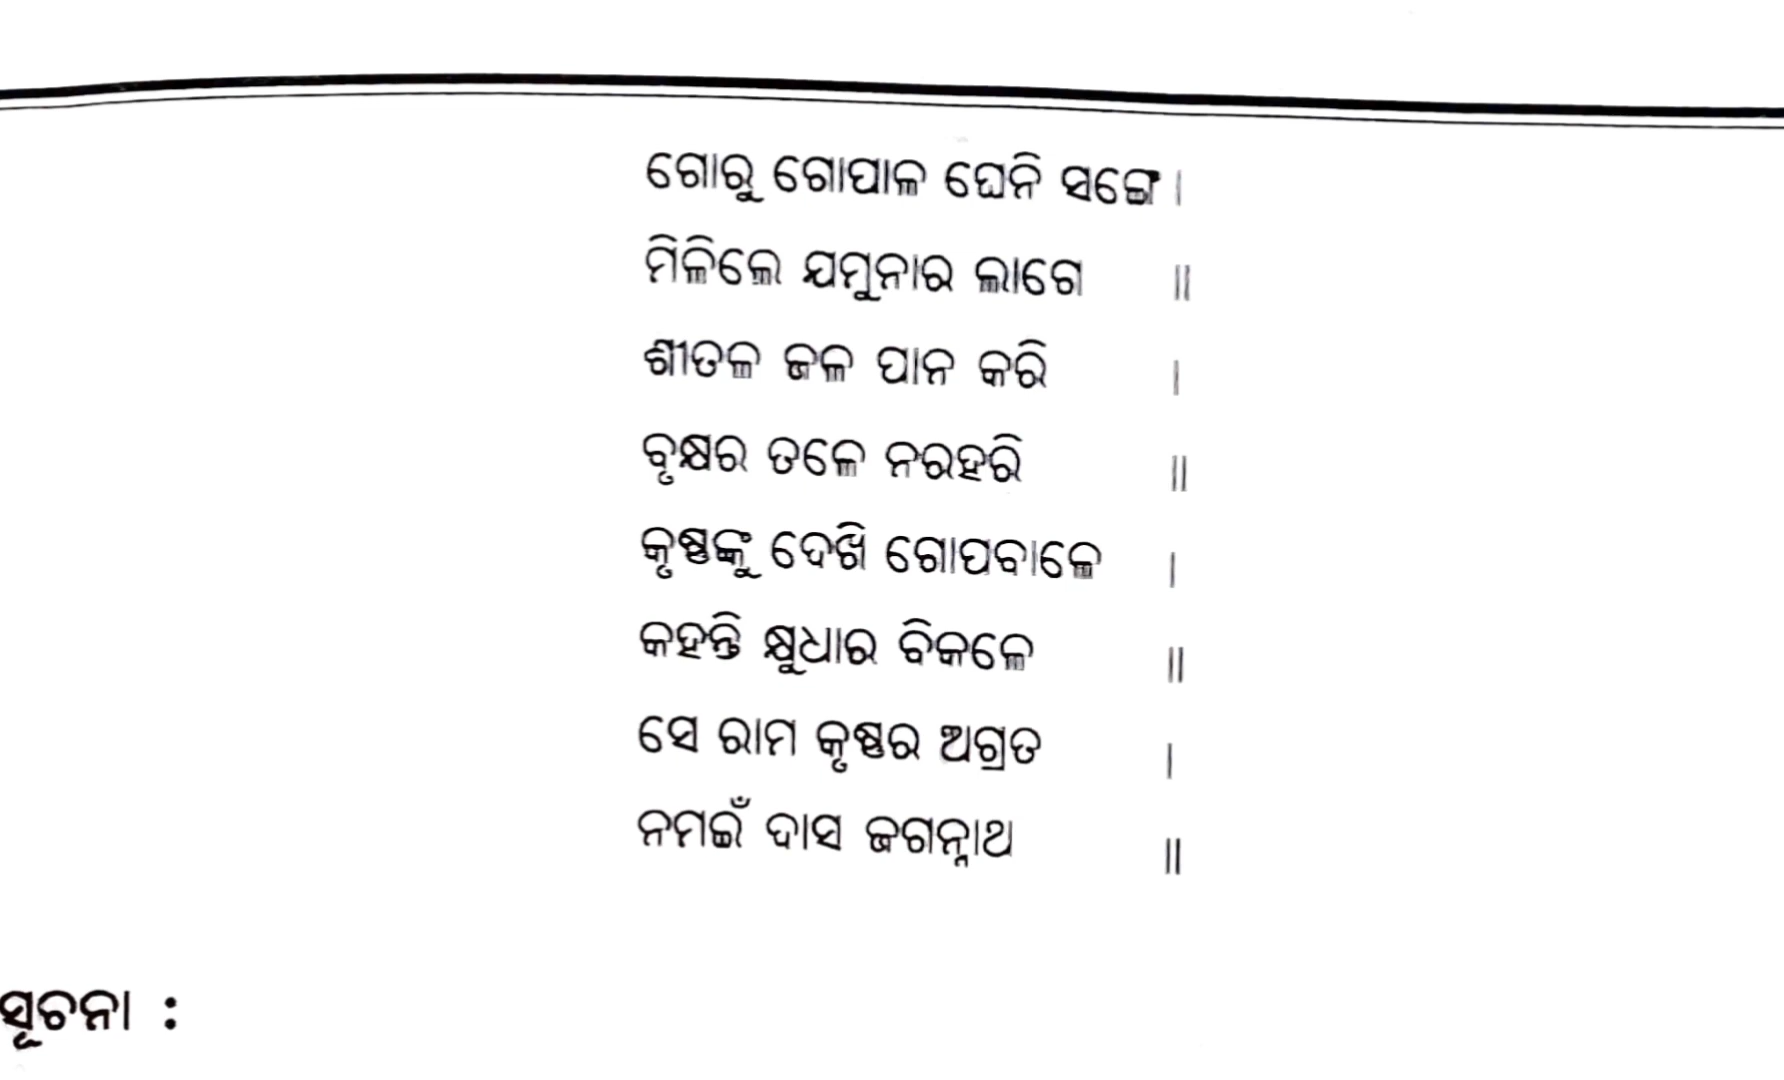 ଗୋରୁ ଗୋପାଳ ଘେନି ସଙ୍ଗେ ।
ମିଳିଲେ ଯମୁନାର ଲାଗେ ॥
ଶୀତଳ ଜଳ ପାନ କରି ।
ବୃକ୍ଷର ତଳେ ନରହରି ॥
କୃଷ୍ଣଙ୍କୁ ଦେଖି ଗୋପବାଳେ ।
କହନ୍ତି କ୍ଷୁଧାର ବିକଳେ ॥
ସେ ରାମ କୃଷ୍ଣର ଅଗ୍ରତ ।
ନମଇଁ ଦାସ ଜଗନ୍ନାଥ ॥
ସୂଚନା :